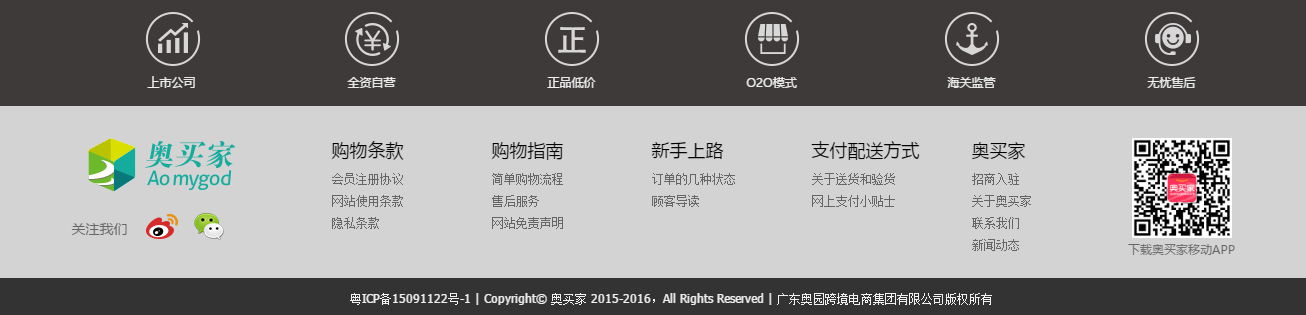 正
上市公司
全资自营
正品低价
O2O模式
海关监管
无忧售后
奥买家
Aomygod
关注我们
购物条款
会员注册协议
网站使用条款
隐私条款
购物指南
简单购物流程
售后服务
网站免责声明
新手上路
订单的几种状态
顾客导读
支付配送方式
关于送货和验货
网上支付小贴士
奥买家
招商入驻
关于奥买家
联系我们
新闻动态
奥买家
下载奥买家移动APP
粤ICP备15091122号-1 | Copyright© 奥买家 2015-2016，All Rights Reserved | 广东奥园跨境电商集团有限公司版权所有